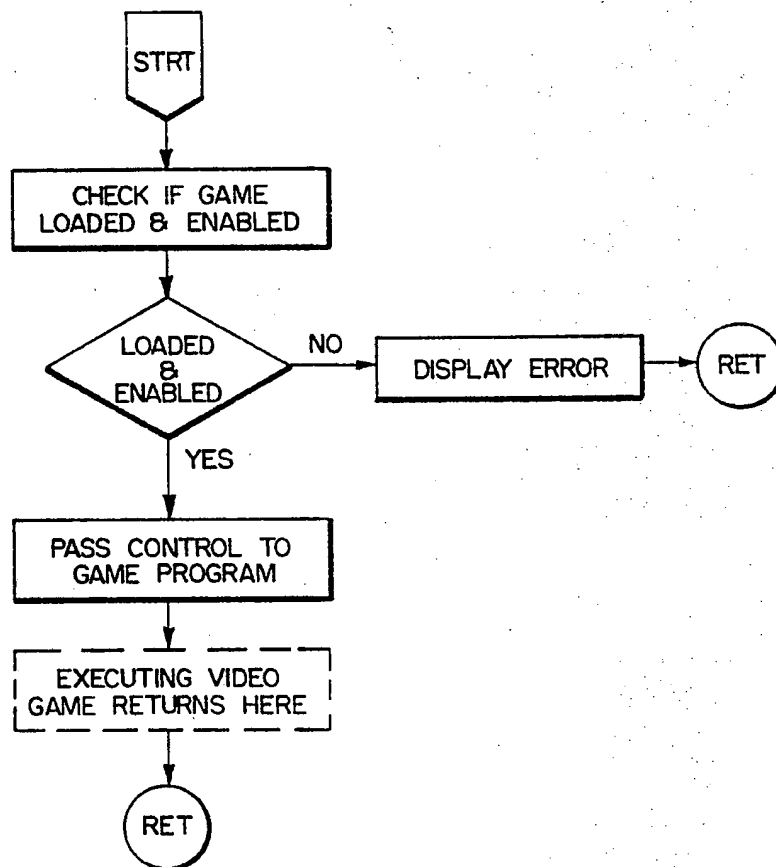 STRT
CHECK IF GAME
LOADED & ENABLED
LOADED
&
ENABLED
NO
DISPLAY ERROR
RET
YES
PASS CONTROL TO
GAME PROGRAM
EXECUTING VIDEO
GAME RETURNS HERE
RET